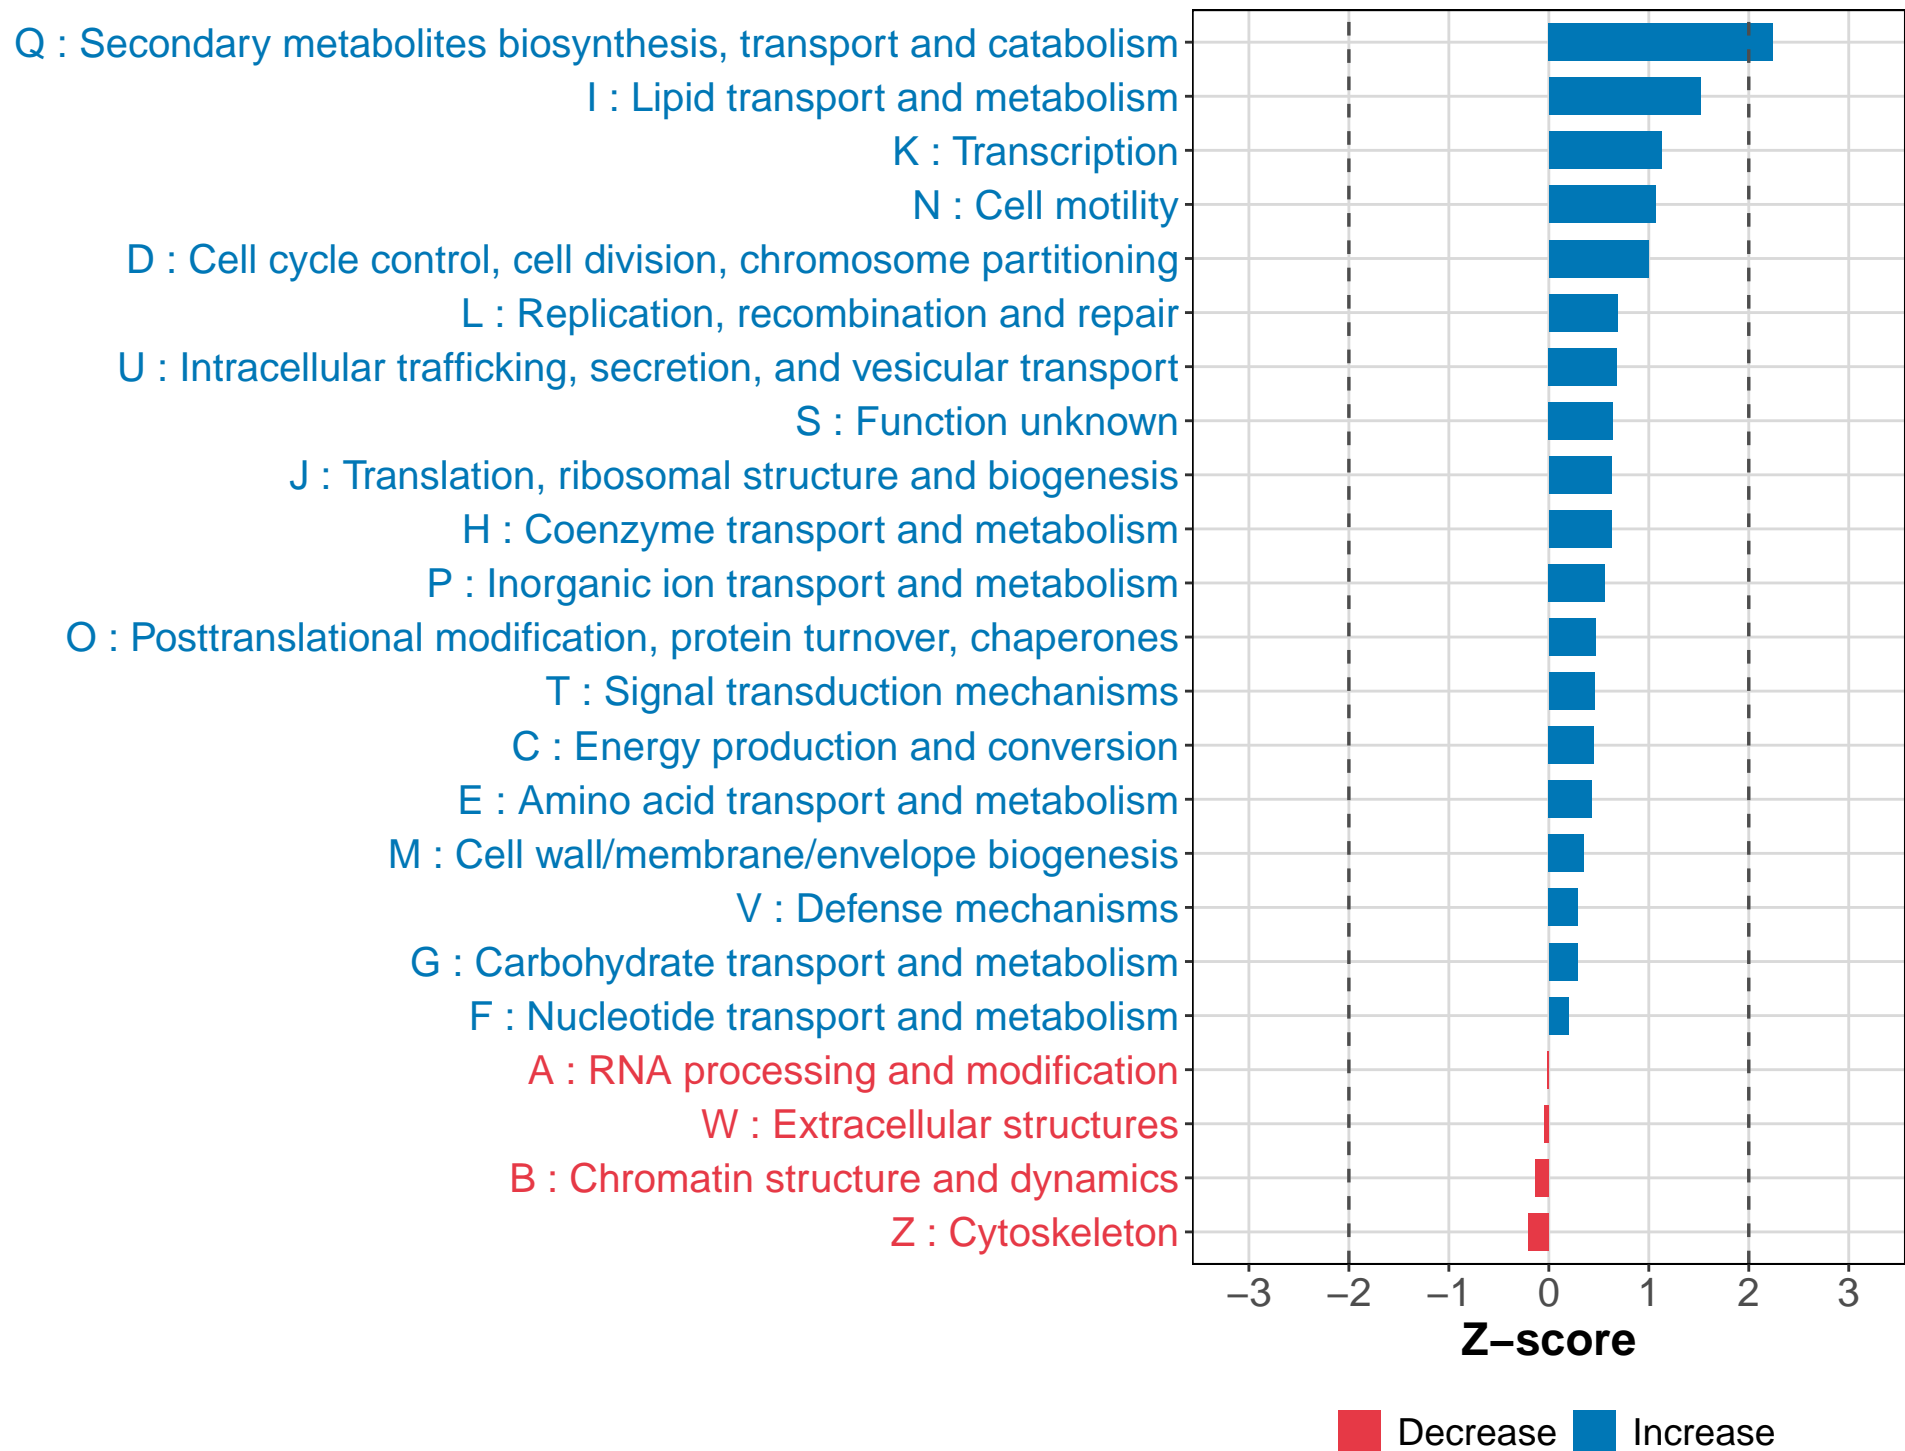 Q : Secondary metabolites biosynthesis, transport and catabolism
I : Lipid transport and metabolism
K : Transcription
N : Cell motility
D : Cell cycle control, cell division, chromosome partitioning
L : Replication, recombination and repair
U : Intracellular trafficking, secretion, and vesicular transport
S : Function unknown
J : Translation, ribosomal structure and biogenesis
H : Coenzyme transport and metabolism
P : Inorganic ion transport and metabolism
O : Posttranslational modification, protein turnover, chaperones
T : Signal transduction mechanisms
C : Energy production and conversion
E : Amino acid transport and metabolism
M : Cell wall/membrane/envelope biogenesis
V : Defense mechanisms
G : Carbohydrate transport and metabolism
F : Nucleotide transport and metabolism
A : RNA processing and modification
W : Extracellular structures
B : Chromatin structure and dynamics
Z : Cytoskeleton
−3 −2 −1 0 1 2 3
Z−score
Decrease Increase